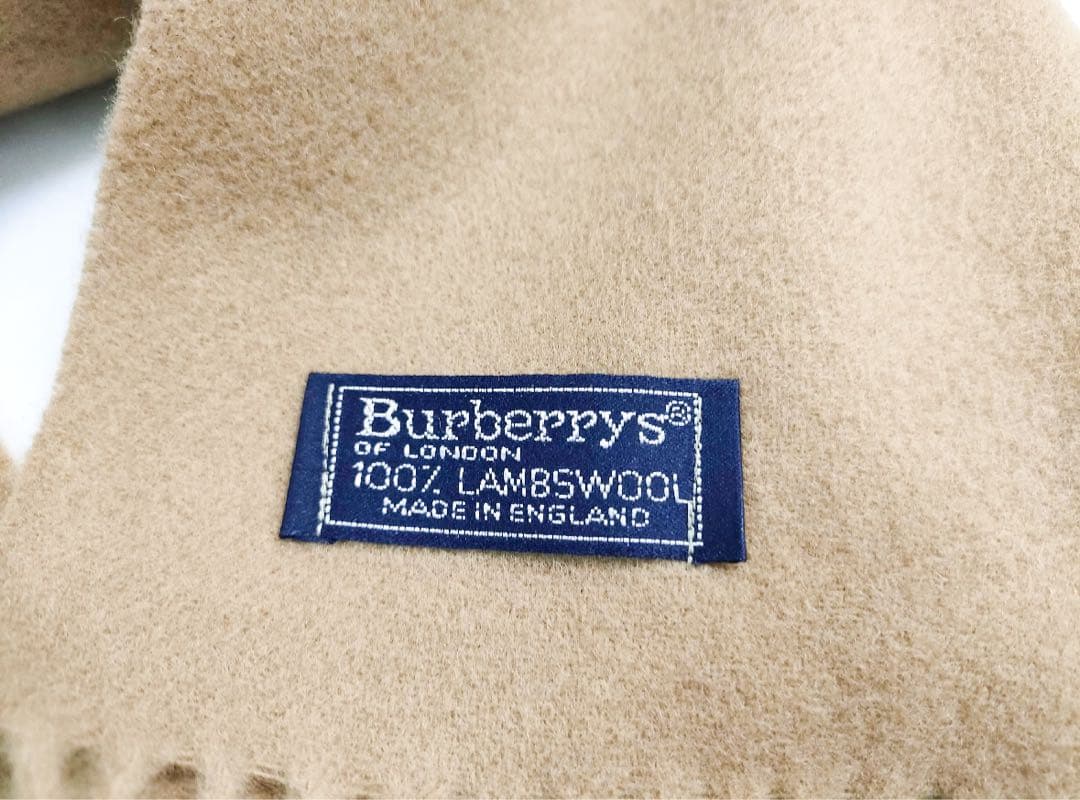 Burberrys®
OF LONDON
100% LAMBSWOOL
MADE IN ENGLAND